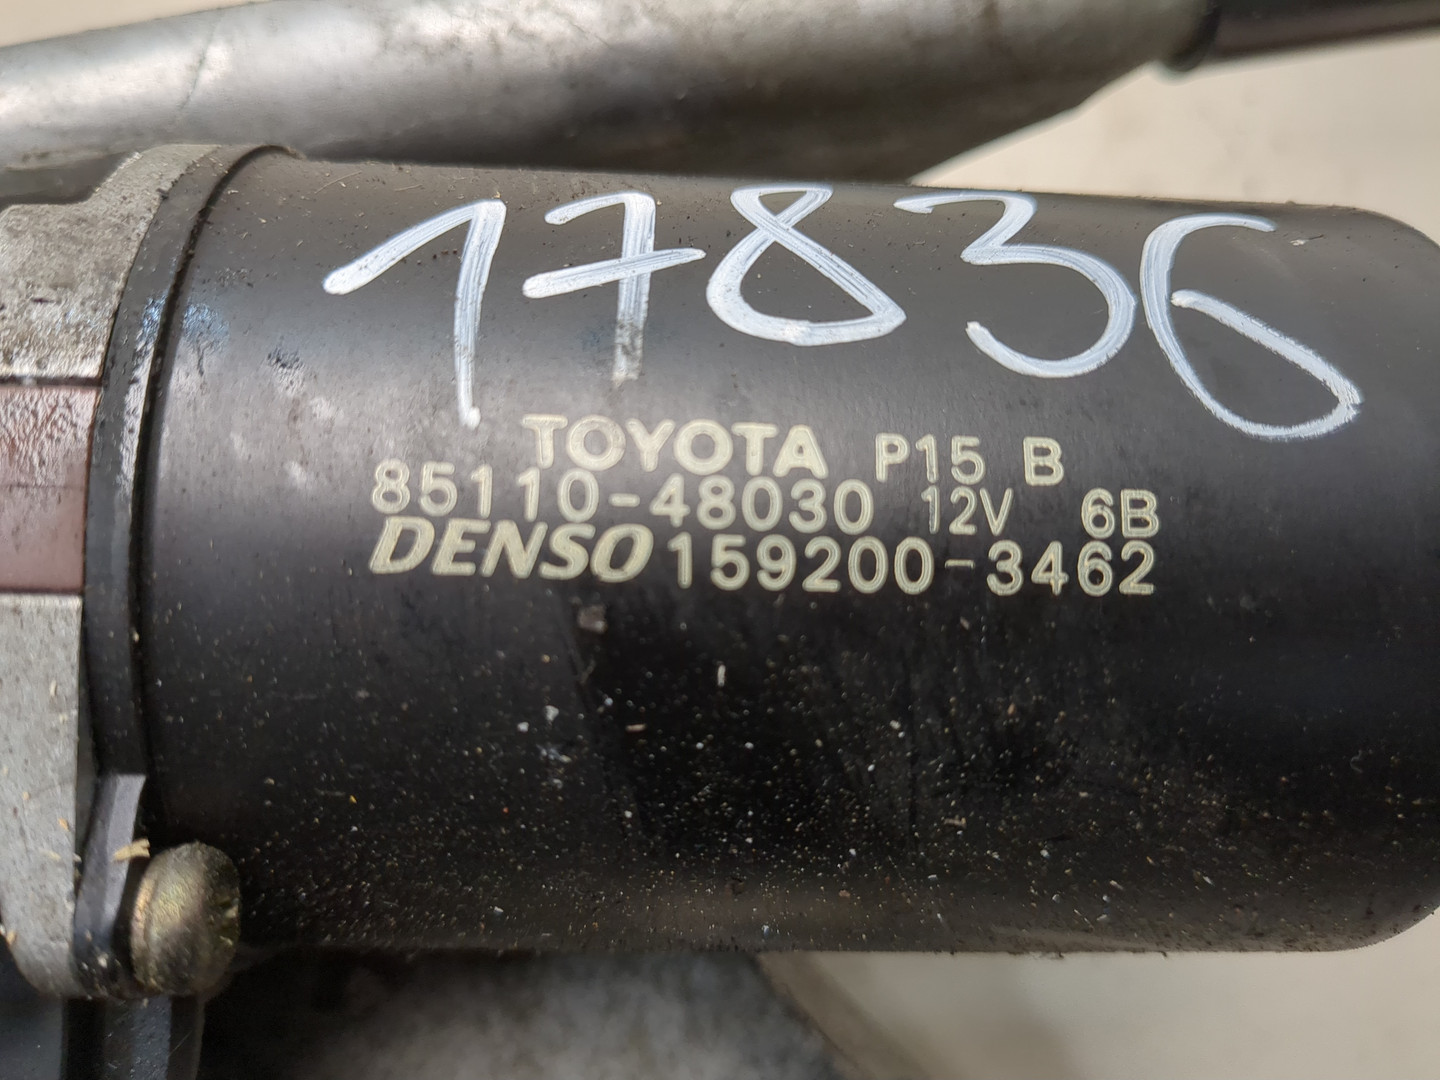 17836
TOYOTA P15 B
85110-48030 12V 6B
DENSO 159200-3462